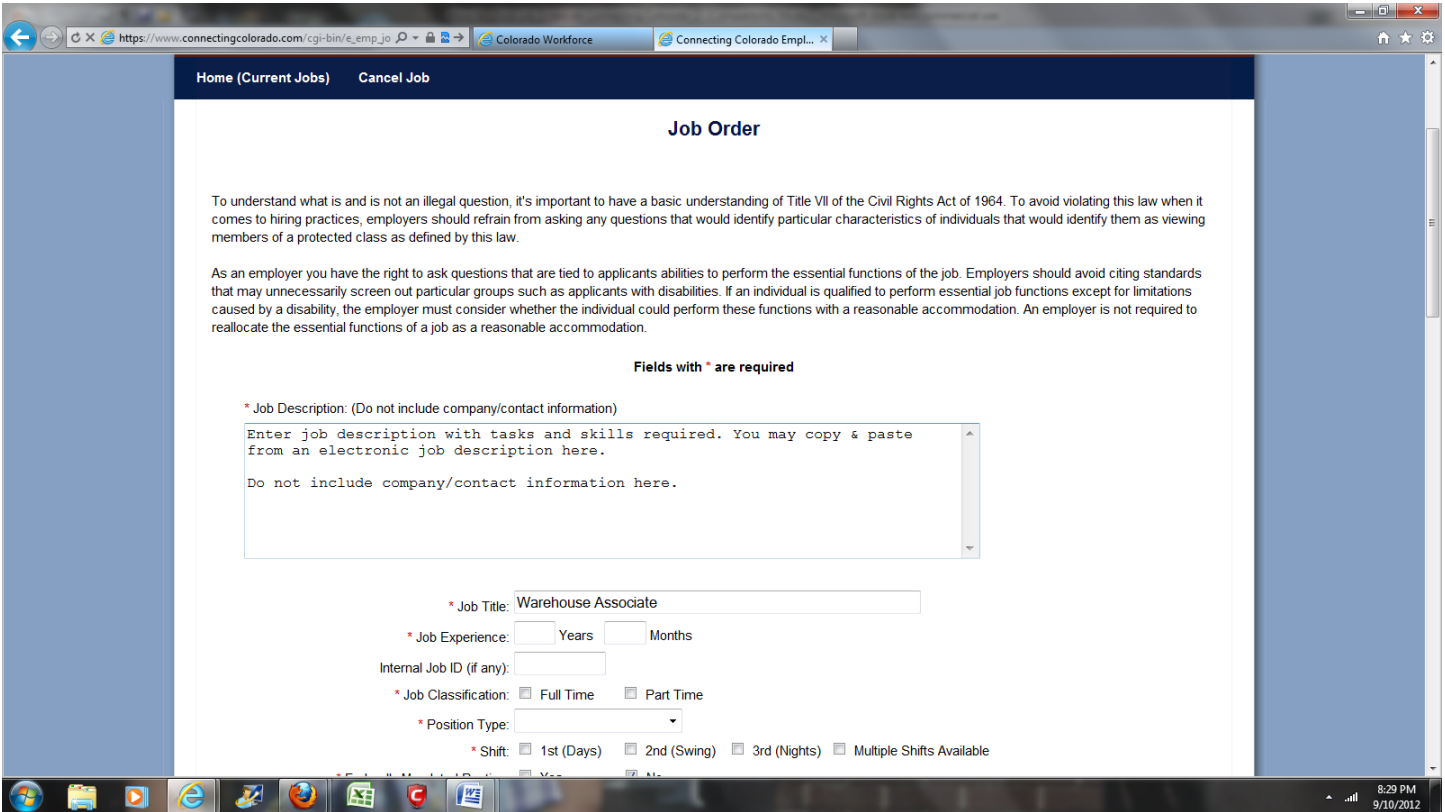 https://www.connectingcolorado.com/cgi-bin/e_emp_jo
Colorado Workforce
Connecting Colorado Empl...
Home (Current Jobs) Cancel Job
Job Order
To understand what is and is not an illegal question, it's important to have a basic understanding of Title VII of the Civil Rights Act of 1964. To avoid violating this law when it
comes to hiring practices, employers should refrain from asking any questions that would identify particular characteristics of individuals that would identify them as viewing
members of a protected class as defined by this law.
As an employer you have the right to ask questions that are tied to applicants abilities to perform the essential functions of the job. Employers should avoid citing standards
that may unnecessarily screen out particular groups such as applicants with disabilities. If an individual is qualified to perform essential job functions except for limitations
caused by a disability, the employer must consider whether the individual could perform these functions with a reasonable accommodation. An employer is not required to
reallocate the essential functions of a job as a reasonable accommodation.
Fields with * are required
* Job Description: (Do not include company/contact information)
Enter job description with tasks and skills required. You may copy & paste
from an electronic job description here.
Do not include company/contact information here.
* Job Title: Warehouse Associate
* Job Experience: Years Months
Internal Job ID (if any):
* Job Classification: Full Time Part Time
* Position Type:
* Shift: 1st (Days) 2nd (Swing) 3rd (Nights) Multiple Shifts Available
8:29 PM
9/10/2012